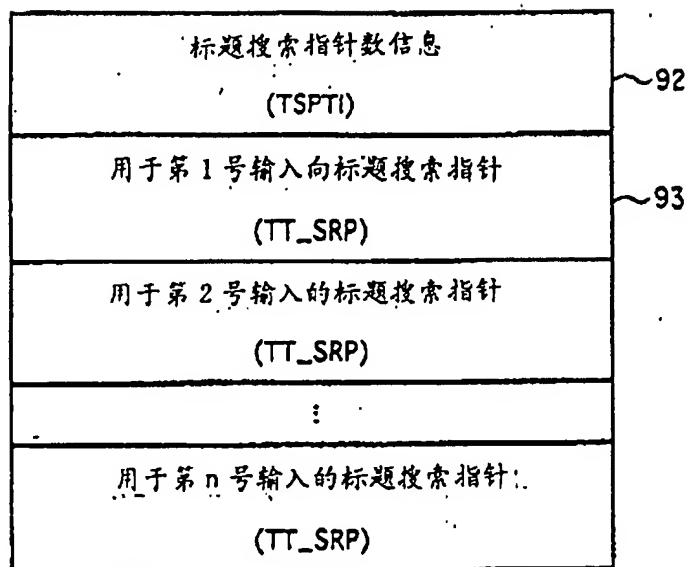 标题搜索指针数信息
(TSPTI)
92
用于第1号输入向标题搜索指针
(TT_SRP)
93
用于第2号输入的标题搜索指针
(TT_SRP)
⋮
用于第n号输入的标题搜索指针
(TT_SRP)